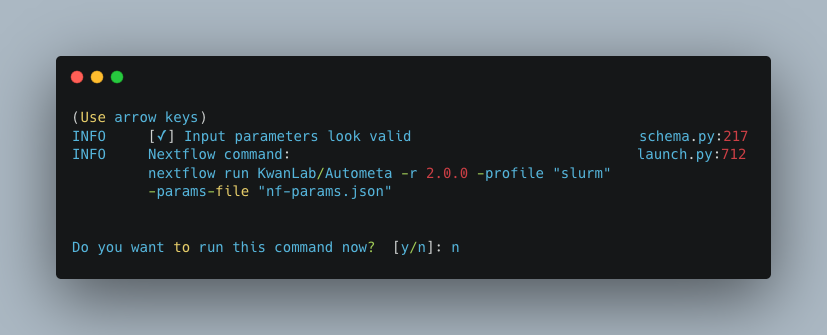 (Use arrow keys)
INFO     [✓] Input parameters look valid     schema.py:217
INFO     Nextflow command:     launch.py:712
nextflow run KwanLab/Autometa -r 2.0.0 -profile "slurm"
-params-file "nf-params.json"
Do you want to run this command now?  [y/n]: n